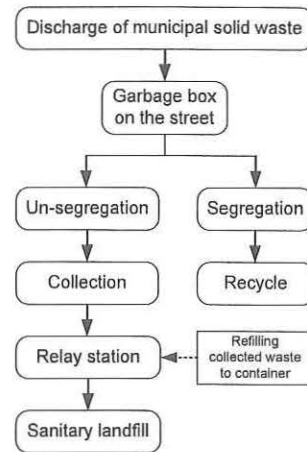 Discharge of municipal solid waste
Garbage box
on the street
Un-segregation
Segregation
Collection
Recycle
Relay station
Refilling
collected waste
to container
Sanitary landfill